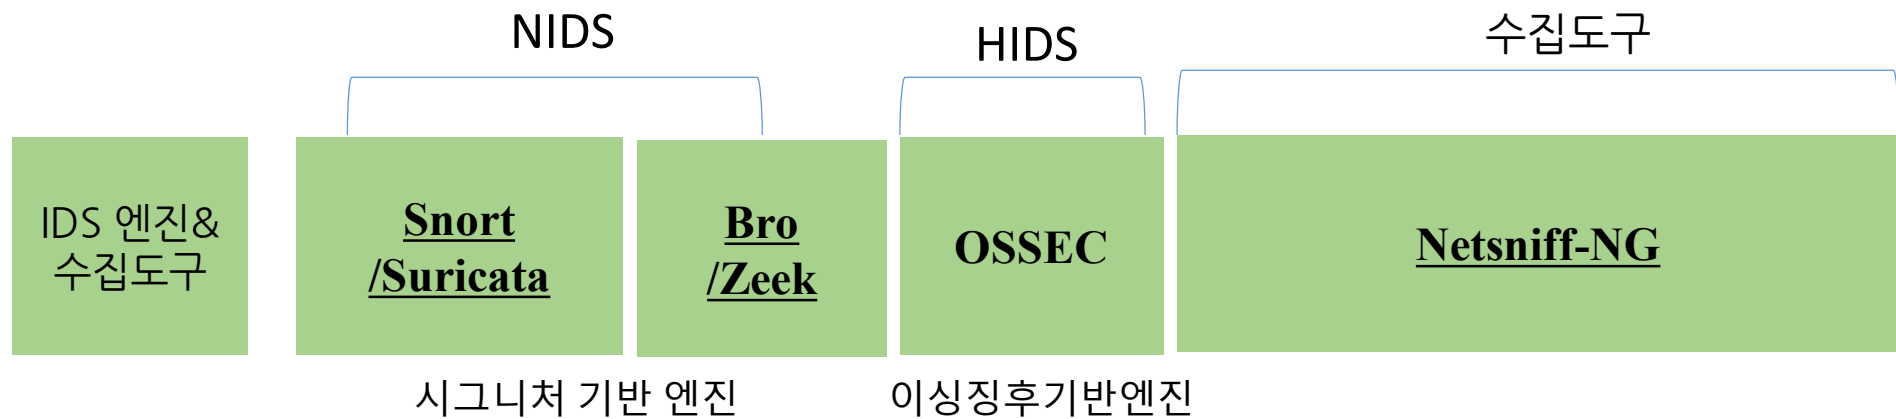 NIDS
HIDS
수집도구
IDS 엔진&
수집도구
Snort
/Suricata
Bro
/Zeek
OSSEC
Netsniff-NG
시그니처 기반 엔진
이싱징후기반엔진